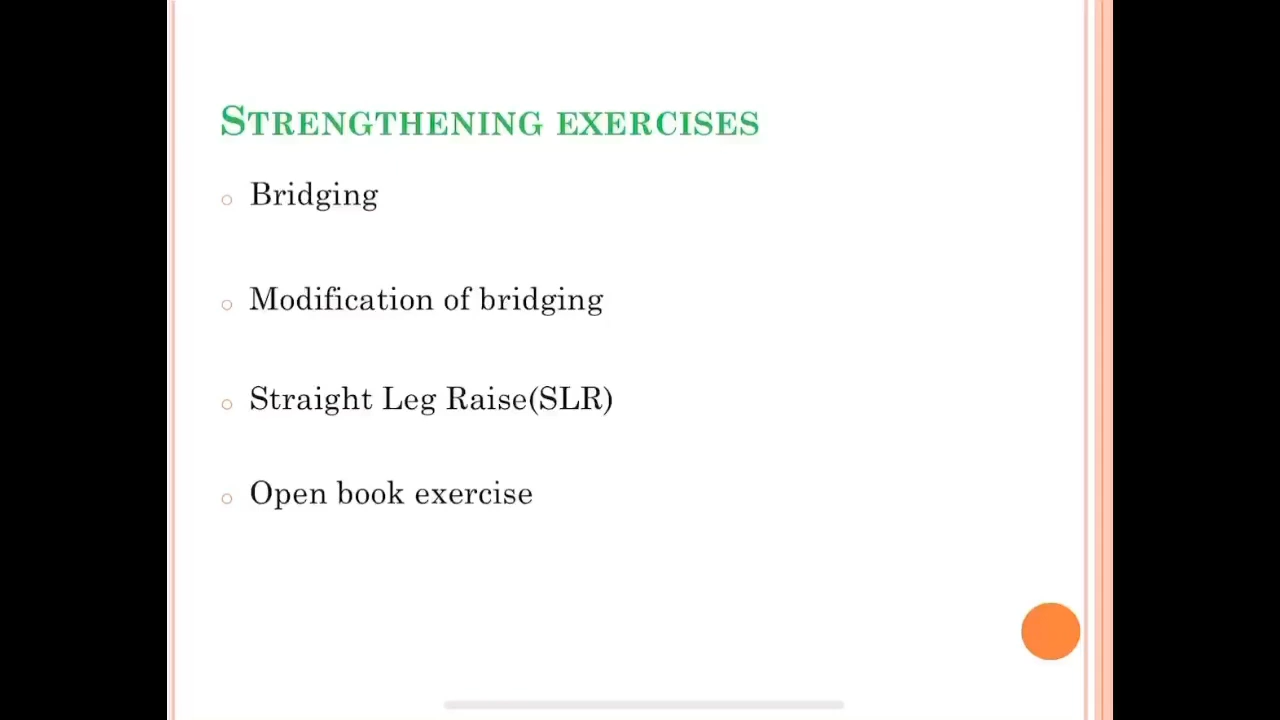 Strengthening exercises
Bridging
Modification of bridging
Straight Leg Raise(SLR)
Open book exercise